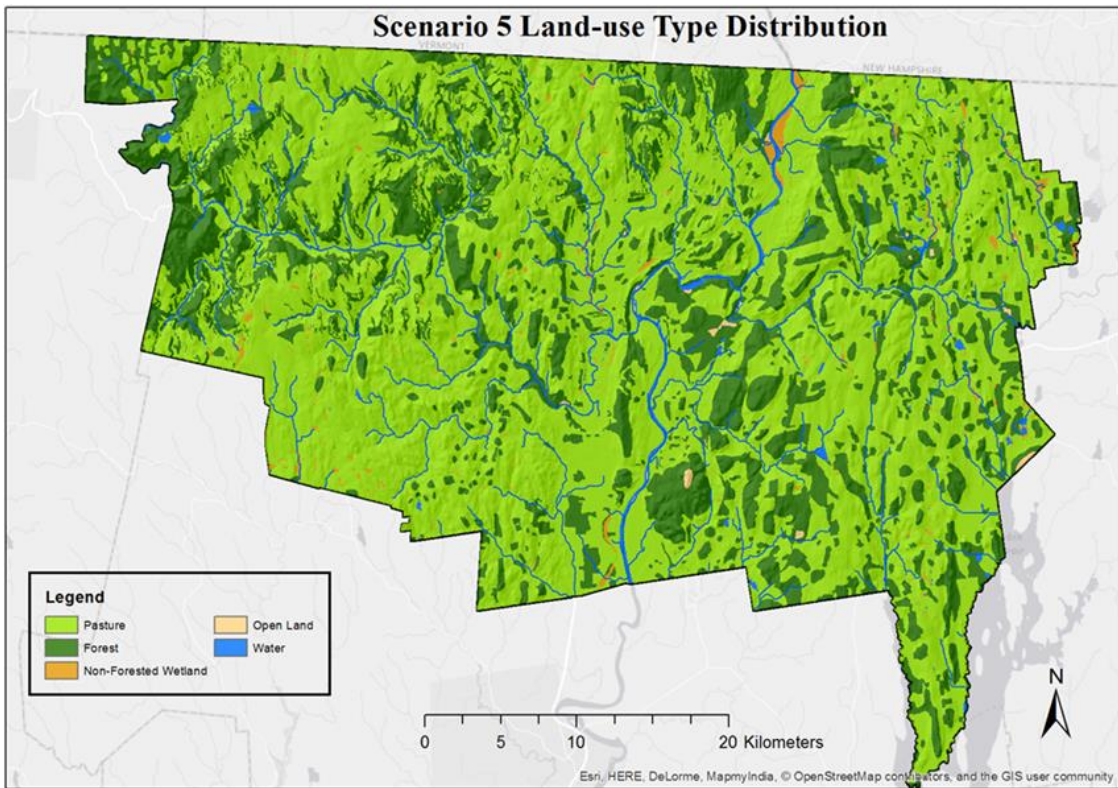 Scenario 5 Land-use Type Distribution
VERMONT
NEW HAMPSHIRE
Legend
Pasture
Open Land
Forest
Water
Non-Forested Wetland
N
0 5 10 20 Kilometers
Esri, HERE, DeLorme, MapmyIndia, © OpenStreetMap contributors, and the GIS user community